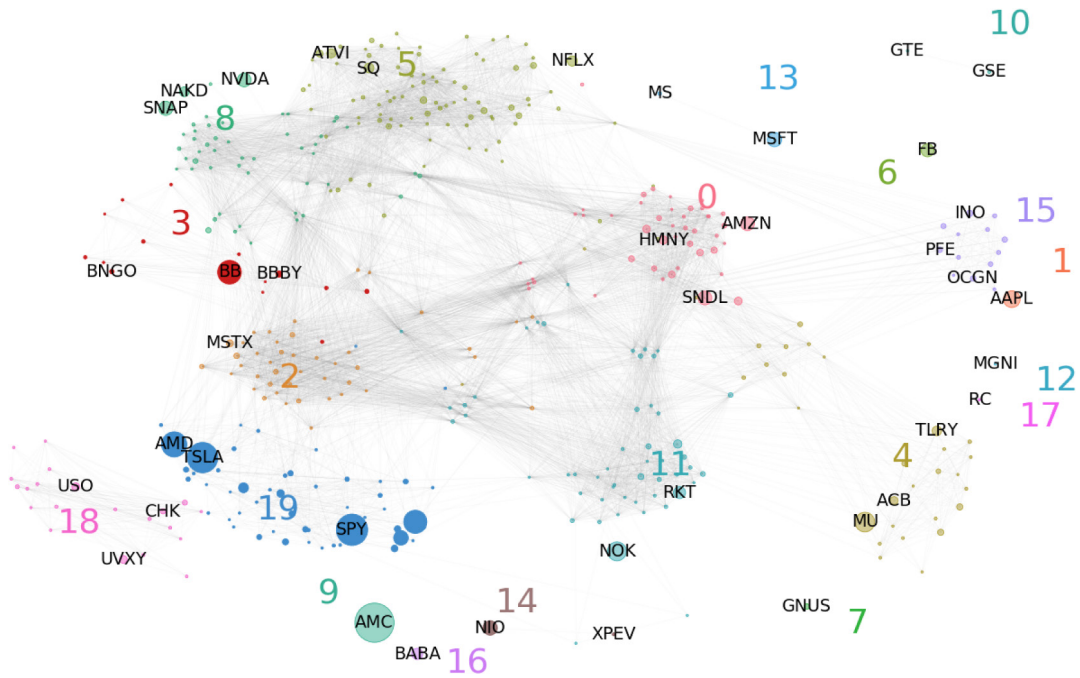 10
GTE
ATVI
SQ
5
NFLX
GSE
13
NVDA
NAKD
MS
SNAP
8
MSFT
FB
6
0
15
INO
3
AMZN
HMNY
PFE
1
BNGO
BB
BBBY
OCGN
SNDL
AAPL
MSTX
MGNI
2
12
RC
17
TLRY
AMD
4
TSLA
11
USO
RKT
ACB
CHK
19
18
SPY
MU
UVXY
NOK
9
14
GNUS
7
AMC
NIO
XPEV
BABA
16